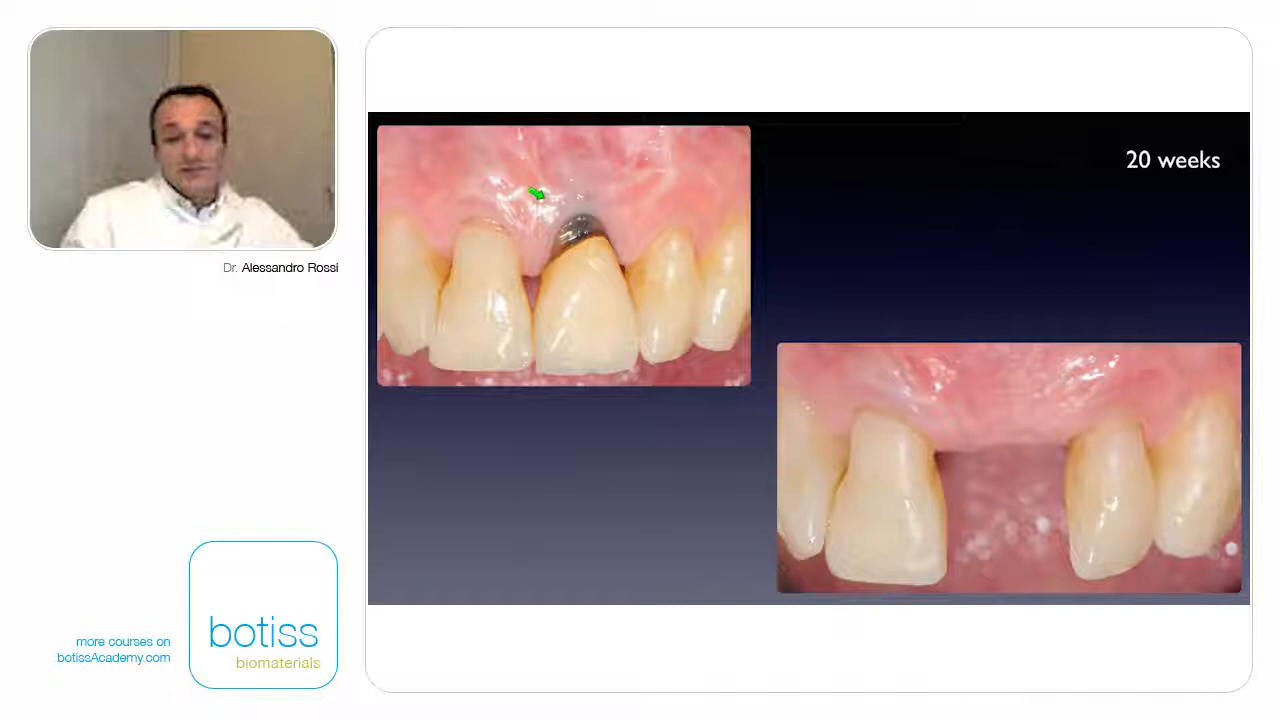 Dr. Alessandro Rossi
20 weeks
more courses on
botissAcademy.com
botiss
biomaterials